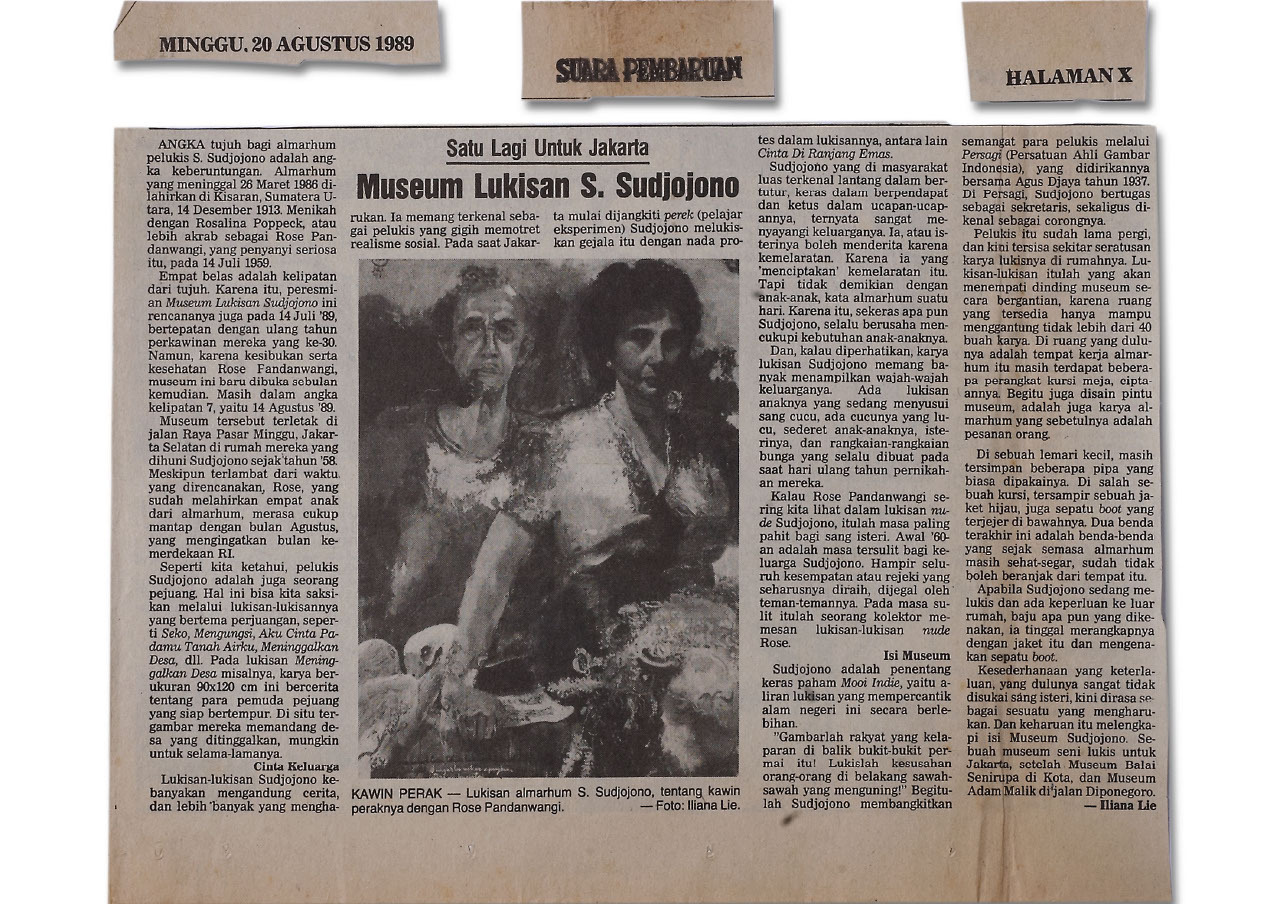 MINGGU, 20 AGUSTUS 1989
SUARA PEMBARUAN
HALAMAN X
Satu Lagi Untuk Jakarta
Museum Lukisan S. Sudjojono
ANGKA tujuh bagi almarhum
pelukis S. Sudjojono adalah ang-
ka keberuntungan. Almarhum
yang meninggal 26 Maret 1986 di-
lahirkan di Kisaran, Sumatera U-
tara, 14 Desember 1913. Menikah
dengan Rosalina Poppeck, atau
lebih akrab sebagai Rose Pan-
danwangi, yang penyanyi seriosa
itu, pada 14 Juli 1959.
Empat belas adalah kelipatan
dari tujuh. Karena itu, peresmi-
an Museum Lukisan Sudjojono ini
rencananya juga pada 14 Juli '89,
bertepatan dengan ulang tahun
perkawinan mereka yang ke-30.
Namun, karena kesibukan serta
kesehatan Rose Fandanwangi,
museum ini baru dibuka sebulan
kemudian. Masih dalam angka
kelipatan 7, yaitu 14 Agustus '89.
Museum tersebut terletak di
jalan Raya Pasar Minggu, Jakar-
ta Selatan di rumah mereka yang
dihuni Sudjojono sejak tahun '58.
Meskipun terlambat dari waktu
yang direncanakan, Rose, yang
sudah melahirkan empat anak
dari almarhum, merasa cukup
mantap dengan bulan Agustus,
yang mengingatkan bulan ke-
merdekaan RI.
Seperti kita ketahui, pelukis
Sudjojono adalah juga seorang
pejuang. Hal ini bisa kita saksi-
kan melalui lukisan-lukisannya
yang bertema perjuangan, seper-
ti Seko, Mengungsi, Aku Cinta Pa-
damu Tanah Airku, Meninggalkan
Desa, dll. Pada lukisan Mening-
galkan Desa misalnya, karya ber-
ukuran 90x120 cm ini bercerita
tentang para pemuda pejuang
yang siap bertempur. Di situ ter-
gambar mereka memandang de-
sa yang ditinggalkan, mungkin
untuk selama-lamanya.
Cinta Keluarga
Lukisan-lukisan Sudjojono ke-
banyakan mengandung cerita,
dan lebih banyak yang mengha-
rukan. Ia memang terkenal seba-
gai pelukis yang gigih memotret
realisme sosial. Pada saat Jakar-
ta mulai dijangkiti perek (pelajar
eksperimen) Sudjojono melukis-
kan gejala itu dengan nada pro-
KAWIN PERAK — Lukisan almarhum S. Sudjojono, tentang kawin
peraknya dengan Rose Pandanwangi. — Foto: Iliana Lie.
tes dalam lukisannya, antara lain
Cinta Di Ranjang Emas.
Sudjojono yang di masyarakat
luas terkenal lantang dalam ber-
tutur, keras dalam berpendapat
dan ketus dalam ucapan-ucap-
annya, ternyata sangat me-
nyayangi keluarganya. Ia, atau is-
terinya boleh menderita karena
kemelaratan. Karena ia yang
'menciptakan' kemelaratan itu.
Tapi tidak demikian dengan
anak-anak, kata almarhum suatu
hari. Karena itu, sekeras apa pun
Sudjojono, selalu berusaha men-
cukupi kebutuhan anak-anaknya.
Dan, kalau diperhatikan, karya
lukisan Sudjojono memang ba-
nyak menampilkan wajah-wajah
keluarganya. Ada lukisan
anaknya yang sedang menyusui
sang cucu, ada cucunya yang lu-
cu, sederet anak-anaknya, iste-
rinya, dan rangkaian-rangkaian
bunga yang selalu dibuat pada
saat hari ulang tahun pernikah-
an mereka.
Kalau Rose Pandanwangi se-
ring kita lihat dalam lukisan nu-
de Sudjojono, itulah masa paling
pahit bagi sang isteri. Awal '60-
an adalah masa tersulit bagi ke-
luarga Sudjojono. Hampir selu-
ruh kesempatan atau rejeki yang
seharusnya diraih, dijegal oleh
teman-temannya. Pada masa su-
lit itulah seorang kolektor me-
mesan lukisan-lukisan nude
Rose.
Isi Museum
Sudjojono adalah penentang
keras paham Mooi Indie, yaitu a-
liran lukisan yang mempercantik
alam negeri ini secara berle-
bihan.
"Gambarlah rakyat yang kela-
paran di balik bukit-bukit per-
mai itu! Lukislah kesusahan
orang-orang di belakang sawah-
sawah yang menguning!" Begitu-
lah Sudjojono membangkitkan
semangat para pelukis melalui
Persagi (Persatuan Ahli Gambar
Indonesia), yang didirikannya
bersama Agus Djaya tahun 1937.
Di Persagi, Sudjojono bertugas
sebagai sekretaris, sekaligus di-
kenal sebagai corongnya.
Pelukis itu sudah lama pergi,
dan kini tersisa sekitar seratusan
karya lukisnya di rumahnya. Lu-
kisan-lukisan itulah yang akan
menempati dinding museum se-
cara bergantian, karena ruang
yang tersedia hanya mampu
menggantung tidak lebih dari 40
buah karya. Di ruang yang dulu-
nya adalah tempat kerja almar-
hum itu masih terdapat bebera-
pa perangkat kursi meja, cipta-
annya. Begitu juga disain pintu
museum, adalah juga karya al-
marhum yang sebetulnya adalah
pesanan orang.
Di sebuah lemari kecil, masih
tersimpan beberapa pipa yang
biasa dipakainya. Di salah se-
buah kursi, tersampir sebuah ja-
ket hijau, juga sepatu boot yang
terjejer di bawahnya. Dua benda
terakhir ini adalah benda-benda
yang sejak semasa almarhum
masih sehat-segar, sudah tidak
boleh beranjak dari tempat itu.
Apabila Sudjojono sedang me-
lukis dan ada keperluan ke luar
rumah, baju apa pun yang dike-
nakan, ia tinggal merangkapnya
dengan jaket itu dan mengena-
kan sepatu boot.
Kesederhanaan yang keterla-
luan, yang dulunya sangat tidak
disukai sang isteri, kini dirasa se-
bagai sesuatu yang mengharu-
kan. Dan keharuan itu melengka-
pi isi Museum Sudjojono. Se-
buah museum seni lukis untuk
Jakarta, setelah Museum Balai
Senirupa di Kota, dan Museum
Adam Malik di jalan Diponegoro.
— Iliana Lie